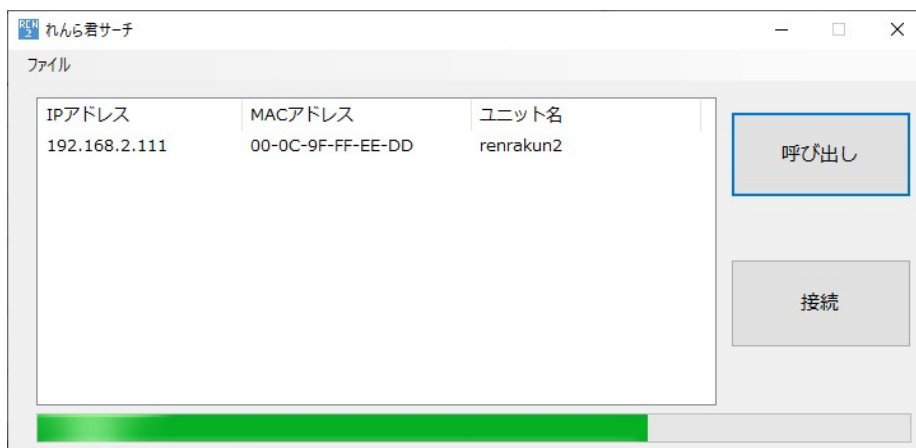 REN
2
れんら君サーチ
ファイル
IPアドレス MACアドレス ユニット名
192.168.2.111 00-0C-9F-FF-EE-DD renrakun2
呼び出し
接続